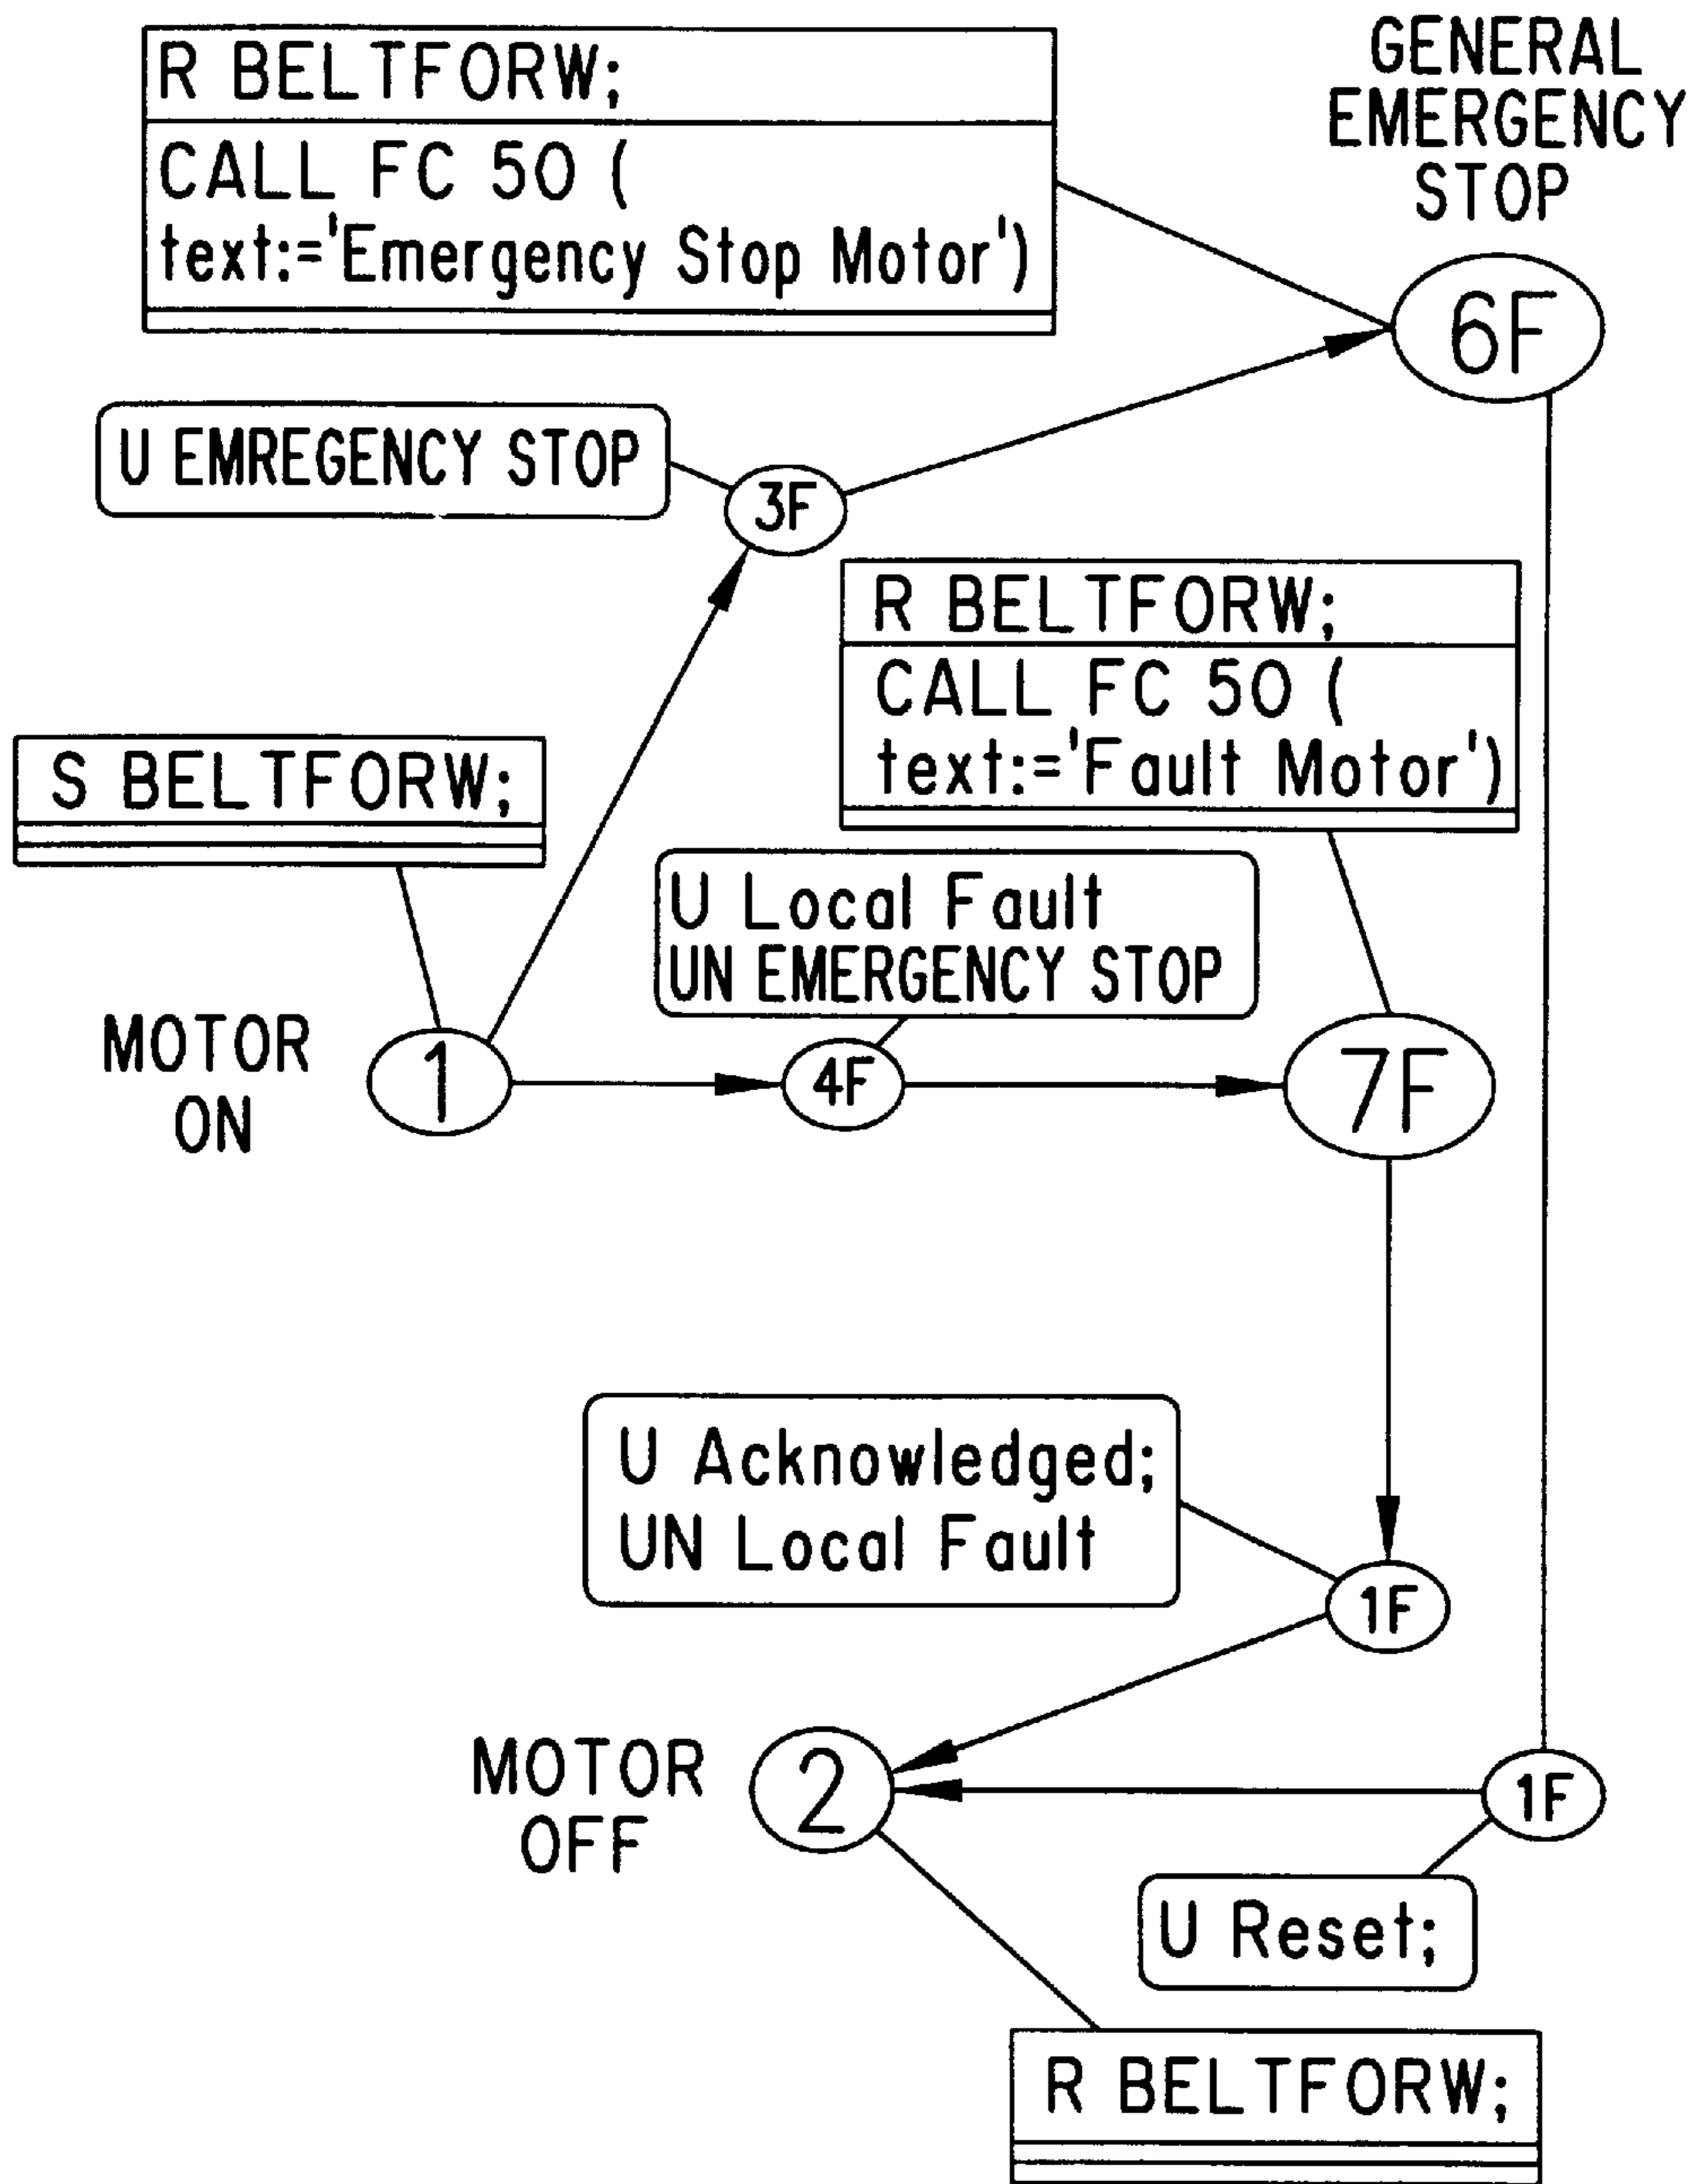 R BELTFORW;
CALL FC 50 (
text:='Emergency Stop Motor')
GENERAL
EMERGENCY
STOP
6F
U EMREGENCY STOP
3F
R BELTFORW;
CALL FC 50 (
text:='Fault Motor')
S BELTFORW;
U Local Fault
UN EMERGENCY STOP
MOTOR
ON
1
4F
7F
U Acknowledged;
UN Local Fault
1F
MOTOR
OFF
2
1F
U Reset;
R BELTFORW;